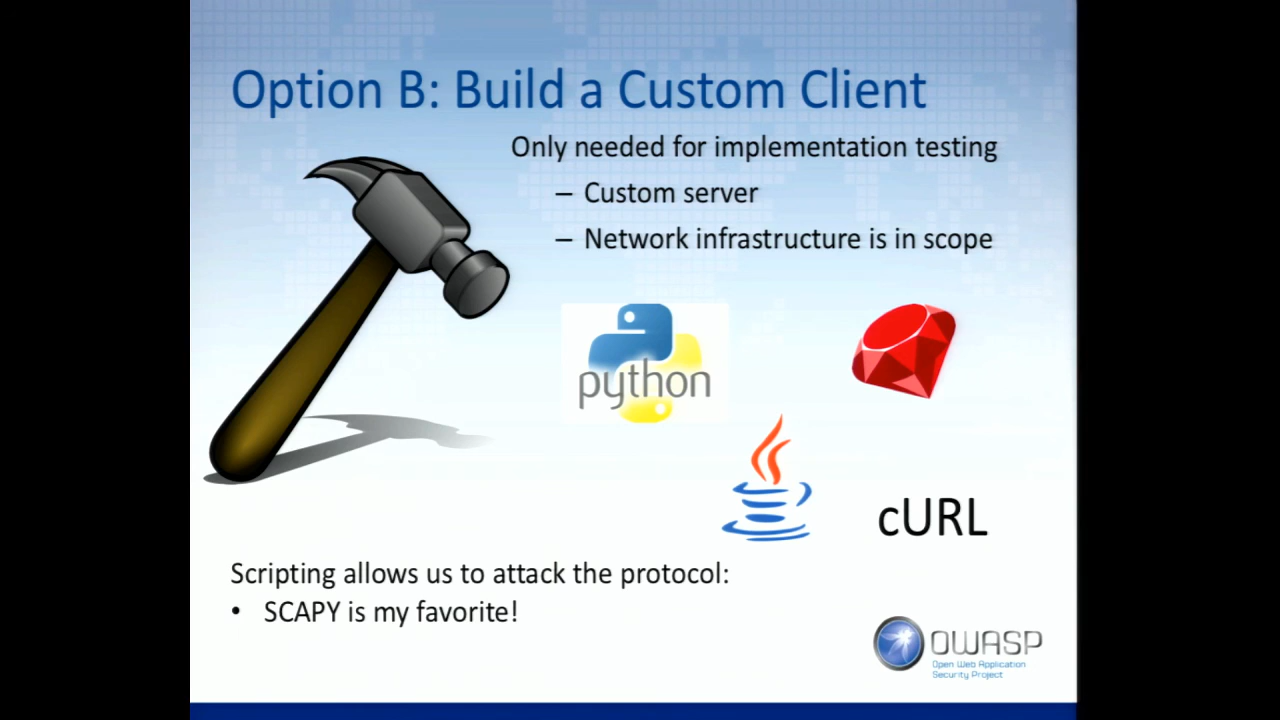 Option B: Build a Custom Client
Only needed for implementation testing
– Custom server
– Network infrastructure is in scope
python
cURL
Scripting allows us to attack the protocol:
• SCAPY is my favorite!
OWASP
Open Web Application
Security Project